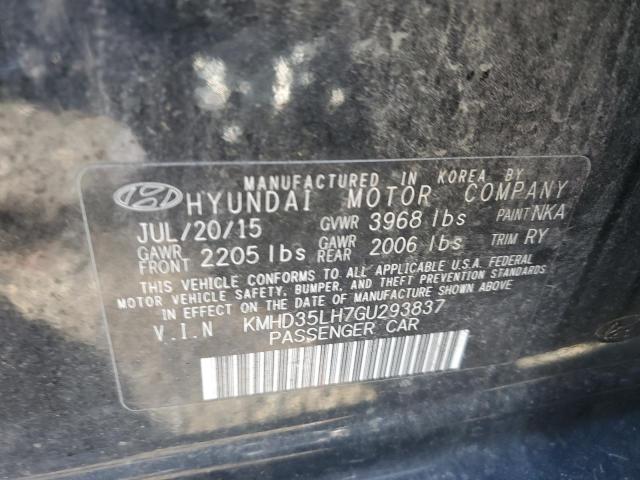 MANUFACTURED IN KOREA BY
HYUNDAI MOTOR COMPANY
JUL/20/15 GVWR 3968 lbs PAINT NKA
GAWR FRONT 2205 lbs GAWR REAR 2006 lbs TRIM RY
THIS VEHICLE CONFORMS TO ALL APPLICABLE U.S.A. FEDERAL
MOTOR VEHICLE SAFETY, BUMPER, AND THEFT PREVENTION STANDARDS
IN EFFECT ON THE DATE OF MANUFACTURE SHOWN ABOVE
V.I.N KMHD35LH7GU293837
PASSENGER CAR